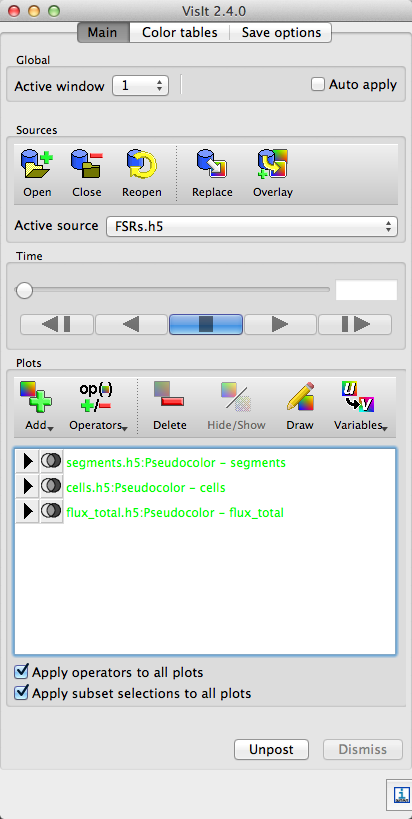 VisIt 2.4.0
Main Color tables Save options
Global
Active window 1 Auto apply
Sources
Open Close Reopen Replace Overlay
Active source FSRs.h5
Time
Plots
op( )
+/-
Add Operators Delete Hide/Show Draw Variables
segments.h5:Pseudocolor - segments
cells.h5:Pseudocolor - cells
flux_total.h5:Pseudocolor - flux_total
Apply operators to all plots
Apply subset selections to all plots
Unpost Dismiss